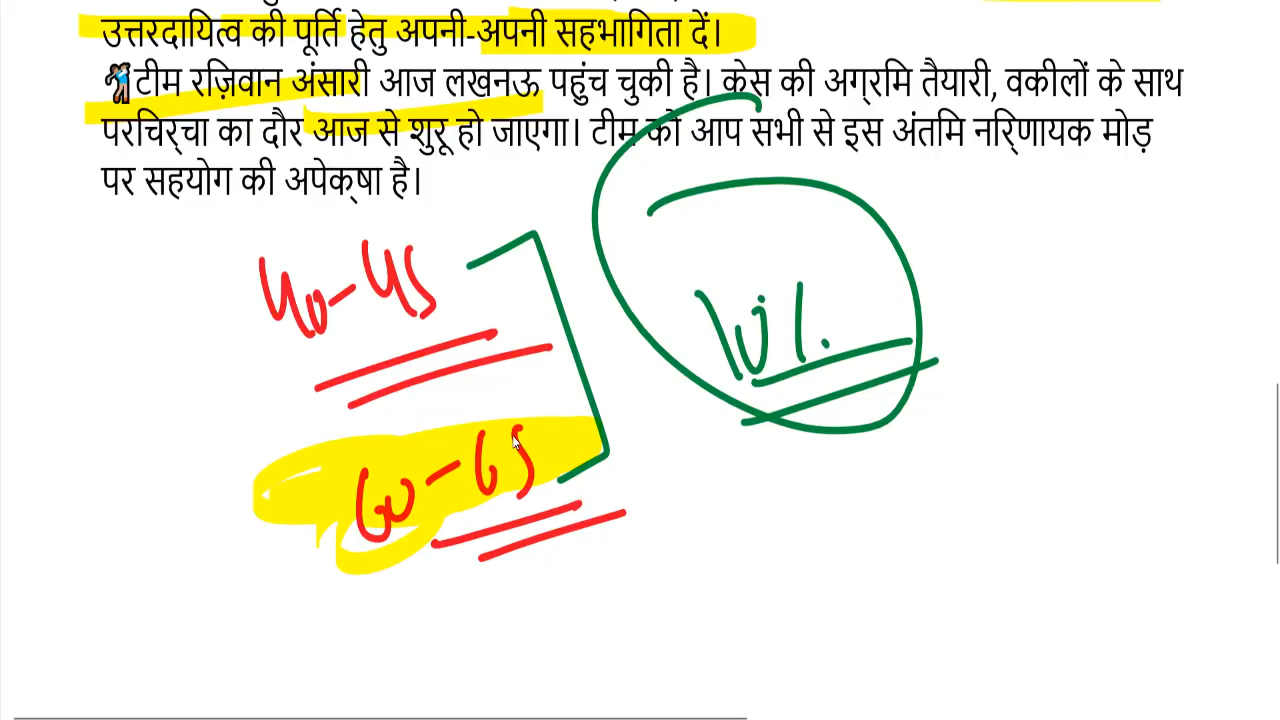 उत्तरदायित्व की पूर्ति हेतु अपनी-अपनी सहभागिता दें।
टीम रज़िवान अंसारी आज लखनऊ पहुंच चुकी है। केस की अग्रमि तैयारी, वकीलों के साथ
परचिर्चा का दौर आज से शुरू हो जाएगा। टीम को आप सभी से इस अंतमि नरि्णायक मोड़
पर सहयोग की अपेक्षा है।
40-45
10%
60-65